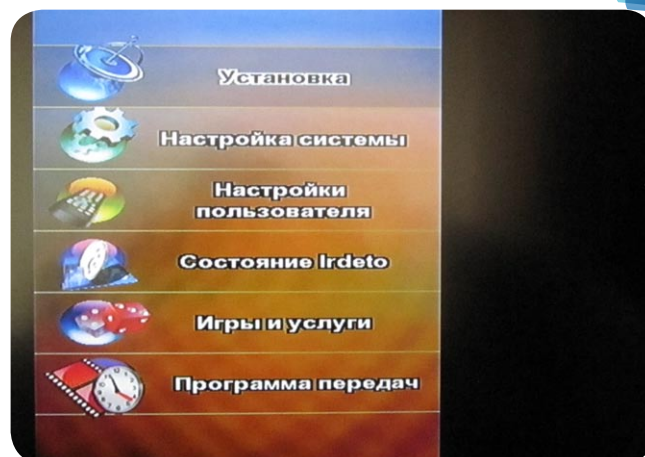 Установка
Настройка системы
Настройки
пользователя
Состояние Irdeto
Игры и услуги
Программа передач